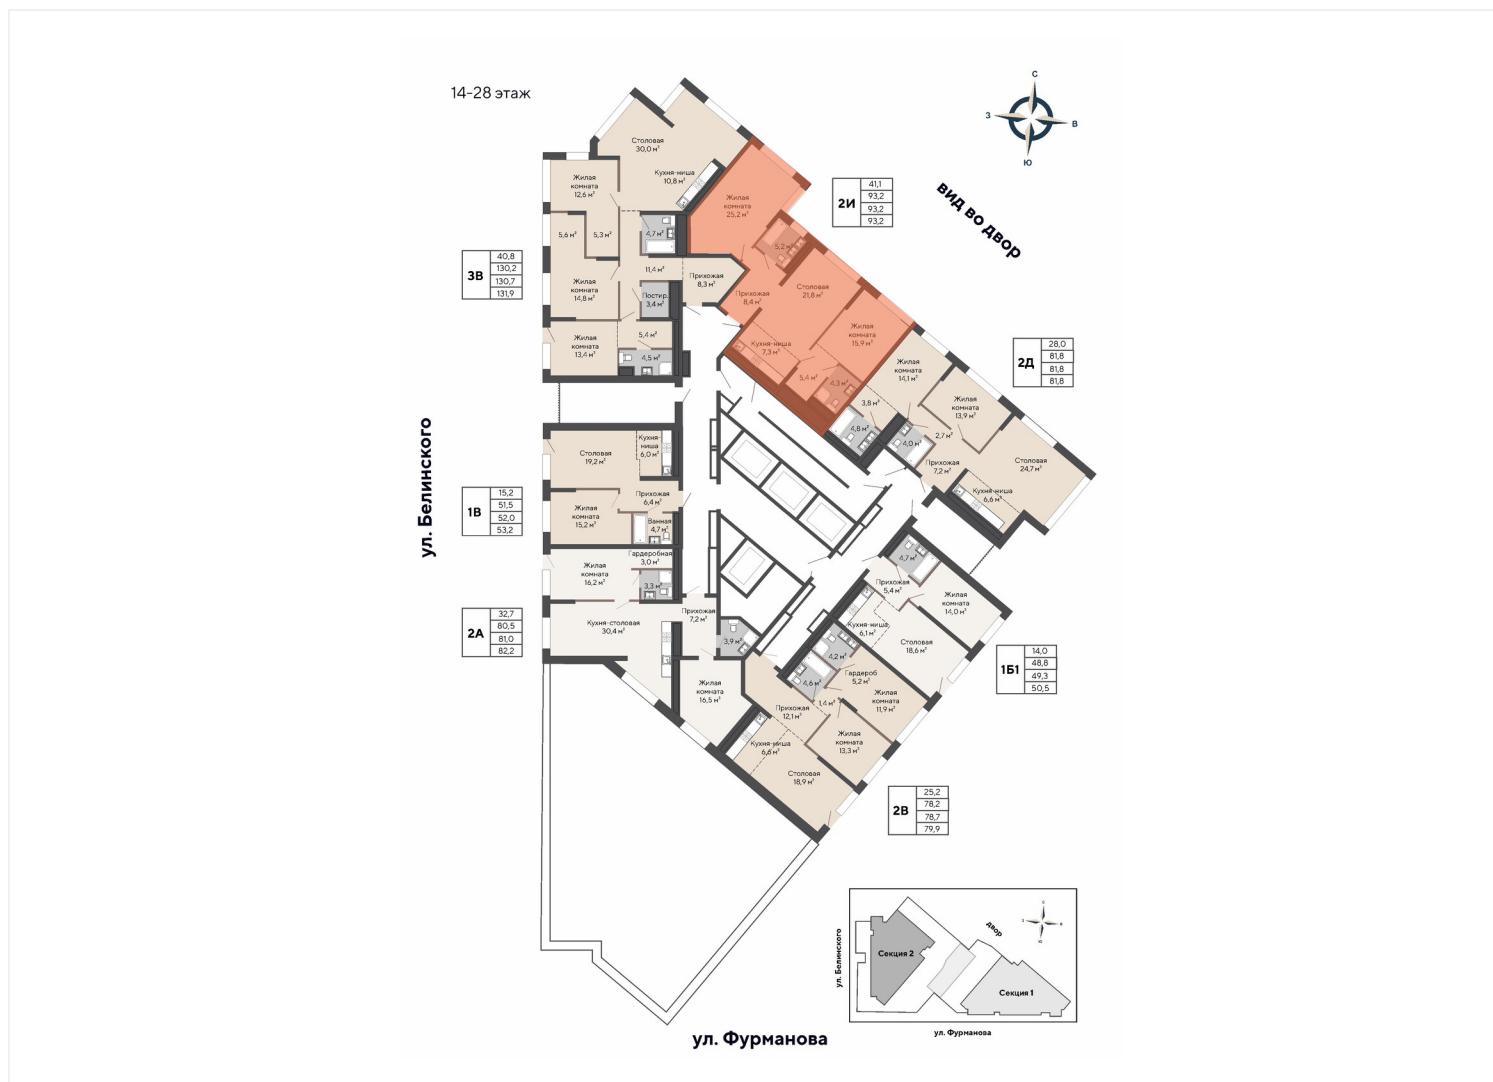 14-28 этаж
С
З
В
Ю
вид во двор
Столовая
30,0 м²
Кухня-ниша
10,8 м²
Жилая
комната
12,6 м²
5,6 м²
5,3 м²
4,7 м²
11,4 м²
Прихожая
8,3 м²
Жилая
комната
14,8 м²
Постир.
3,4 м²
5,4 м²
Жилая
комната
13,4 м²
4,5 м²
3В
40,8
130,2
130,7
131,9
Жилая
комната
25,2 м²
5,2 м²
Прихожая
8,4 м²
Столовая
21,8 м²
Жилая
комната
15,9 м²
Кухня-ниша
7,3 м²
5,4 м²
4,3 м²
2И
41,1
93,2
93,2
93,2
Жилая
комната
14,1 м²
3,8 м²
4,8 м²
4,0 м²
2,7 м²
Жилая
комната
13,9 м²
Прихожая
7,2 м²
Столовая
24,7 м²
Кухня-ниша
6,6 м²
2Д
28,0
81,8
81,8
81,8
ул. Белинского
Столовая
19,2 м²
Кухня-
ниша
6,0 м²
Прихожая
6,4 м²
Жилая
комната
15,2 м²
Ванная
4,7 м²
1В
15,2
51,5
52,0
53,2
Гардеробная
3,0 м²
Жилая
комната
16,2 м²
3,3 м²
Кухня-столовая
30,4 м²
Прихожая
7,2 м²
3,9 м²
Жилая
комната
16,5 м²
2А
32,7
80,5
81,0
82,2
4,7 м²
Прихожая
5,4 м²
Жилая
комната
14,0 м²
Кухня-ниша
6,1 м²
Столовая
18,6 м²
1Б1
14,0
48,8
49,3
50,5
4,2 м²
4,6 м²
Гардероб
5,2 м²
1,4 м²
Жилая
комната
11,9 м²
Прихожая
12,1 м²
Жилая
комната
13,3 м²
Кухня-ниша
6,6 м²
Столовая
18,9 м²
2В
25,2
78,2
78,7
79,9
ул. Белинского
Секция 2
двор
Секция 1
ул. Фурманова
ул. Фурманова